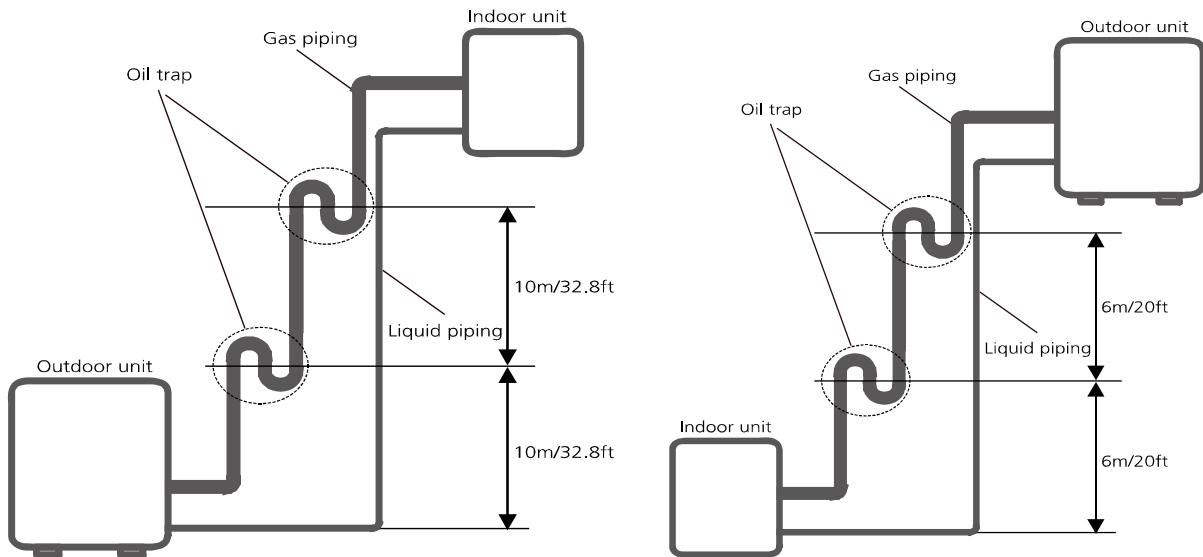 Indoor unit
Gas piping
Oil trap
10m/32.8ft
Liquid piping
Outdoor unit
10m/32.8ft
Outdoor unit
Gas piping
Oil trap
6m/20ft
Liquid piping
Indoor unit
6m/20ft